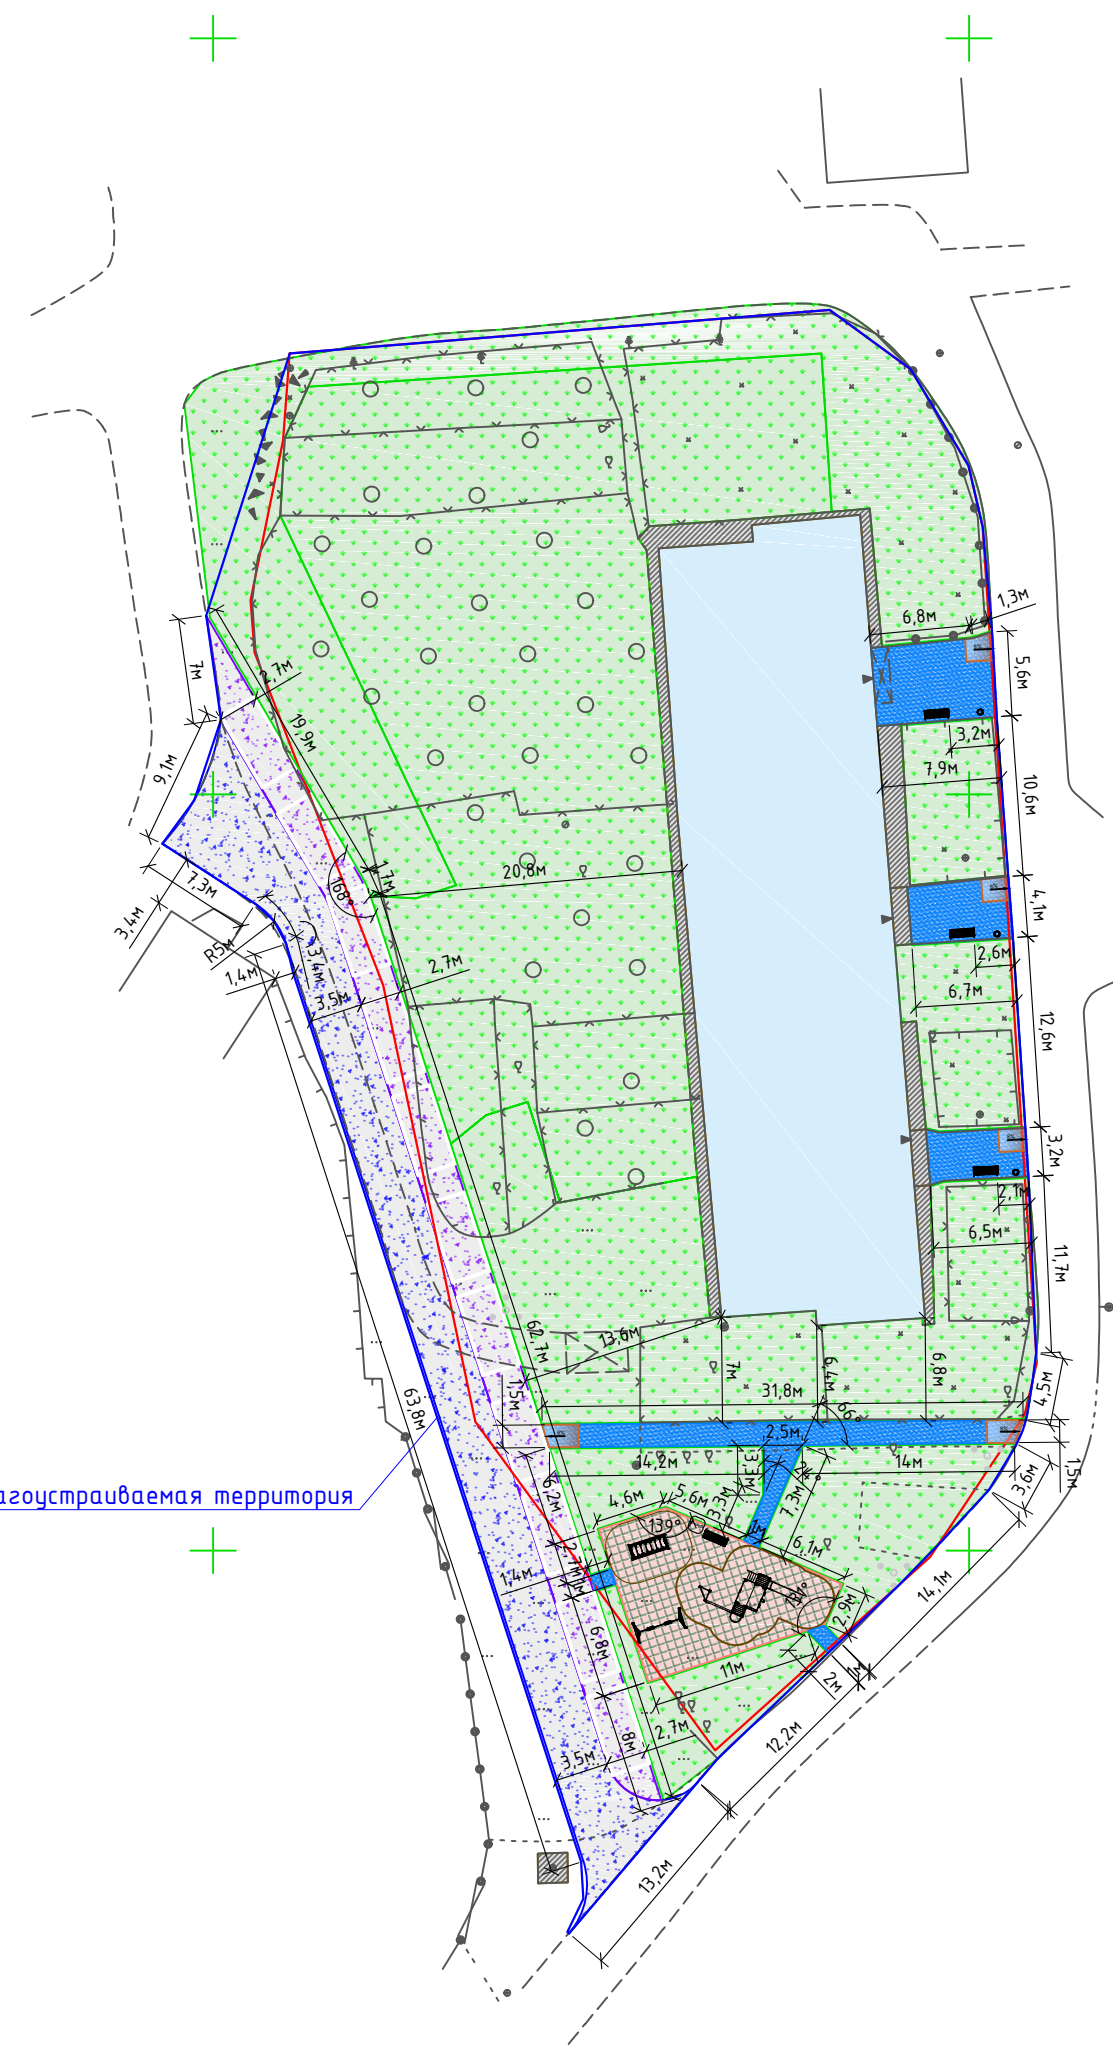 6,8м
1,3м
5,6м
7м
2,7м
19,9м
3,2м
9,1м
7,9м
10,6м
7,3м
168°
1,7м
20,8м
4,1м
3,4м
R5м
2,7м
2,6м
1,4м
3,4м
3,5м
6,7м
12,6м
3,2м
2,1м
6,5м
11,7м
62,7м
13,6м
7м
6,4м
6,8м
1,5м
31,8м
4,5м
63,8м
66°
2,5м
14,2м
3,3м
14м
1,5м
3,6м
агоустраиваемая территория
6,2м
4,6м
5,6м
3,3м
1,3м
139°
1м
6,1м
2,7м
1,4м
1м
14,1м
2,9м
6,8м
11м
2м
1м
2,7м
8м
3,5м
12,2м
13,2м